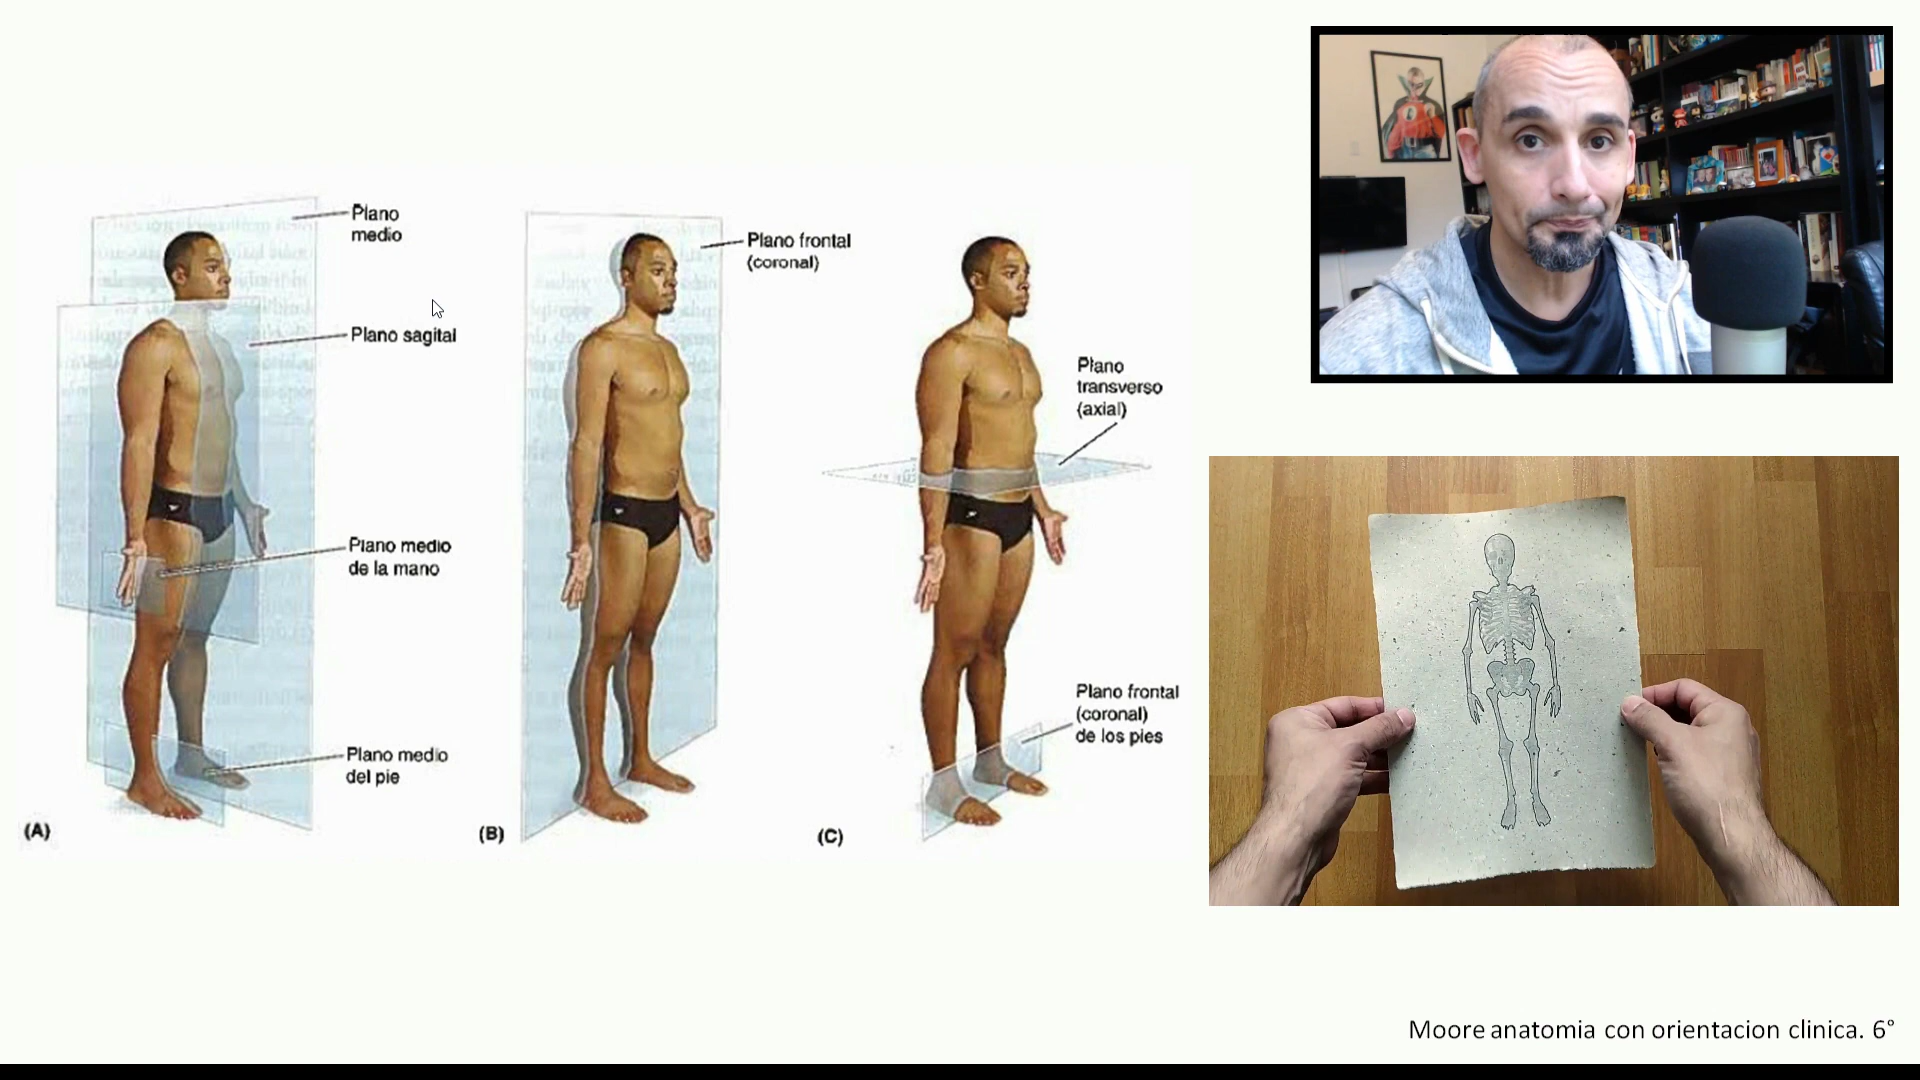 Plano
medio
Plano sagital
Plano medio
de la mano
Plano medio
del pie
(A)
Plano frontal
(coronal)
(B)
Plano
transverso
(axial)
Plano frontal
(coronal)
de los pies
(C)
Moore anatomia con orientacion clinica. 6°